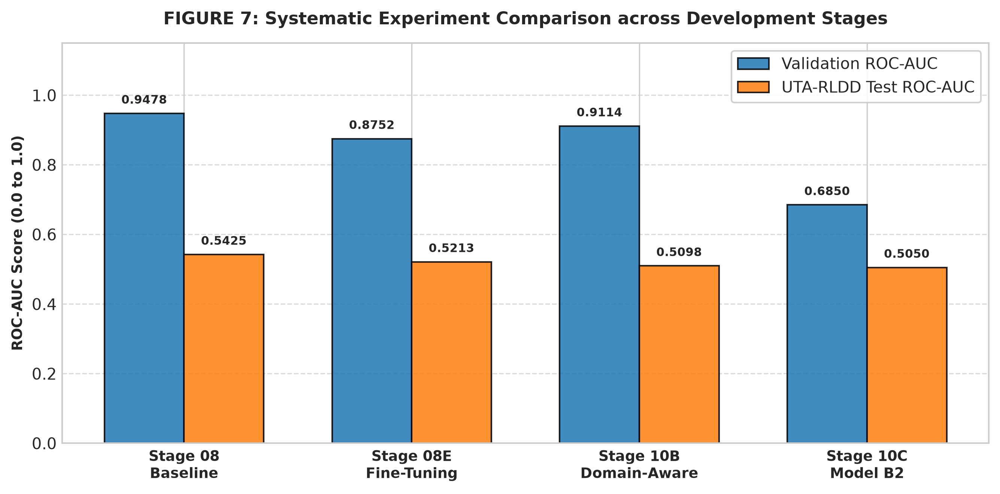 FIGURE 7: Systematic Experiment Comparison across Development Stages
Validation ROC-AUC
UTA-RLDD Test ROC-AUC
ROC-AUC Score (0.0 to 1.0)
1.0
0.8
0.6
0.4
0.2
0.0
0.9478
0.5425
0.8752
0.5213
0.9114
0.5098
0.6850
0.5050
Stage 08
Baseline
Stage 08E
Fine-Tuning
Stage 10B
Domain-Aware
Stage 10C
Model B2